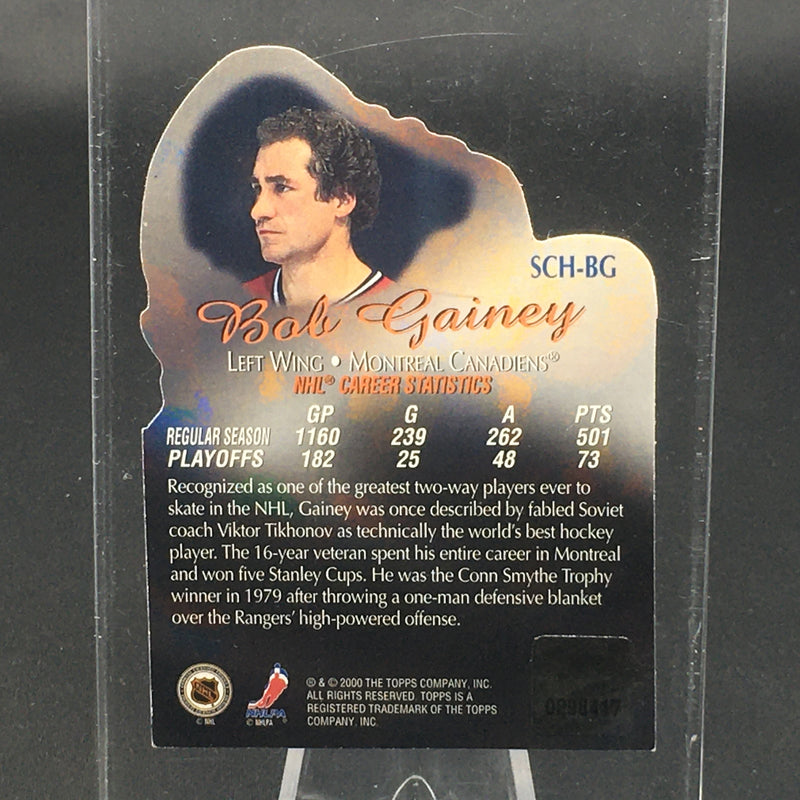 SCH-BG
Bob Gainey
LEFT WING • MONTREAL CANADIENS®
NHL® CAREER STATISTICS
GP G A PTS
REGULAR SEASON 1160 239 262 501
PLAYOFFS 182 25 48 73
Recognized as one of the greatest two-way players ever to
skate in the NHL, Gainey was once described by fabled Soviet
coach Viktor Tikhonov as technically the world's best hockey
player. The 16-year veteran spent his entire career in Montreal
and won five Stanley Cups. He was the Conn Smythe Trophy
winner in 1979 after throwing a one-man defensive blanket
over the Rangers' high-powered offense.
® & © 2000 THE TOPPS COMPANY, INC.
ALL RIGHTS RESERVED. TOPPS IS A
REGISTERED TRADEMARK OF THE TOPPS
COMPANY, INC.
NHL
© NHL
NHLPA
© NHLPA